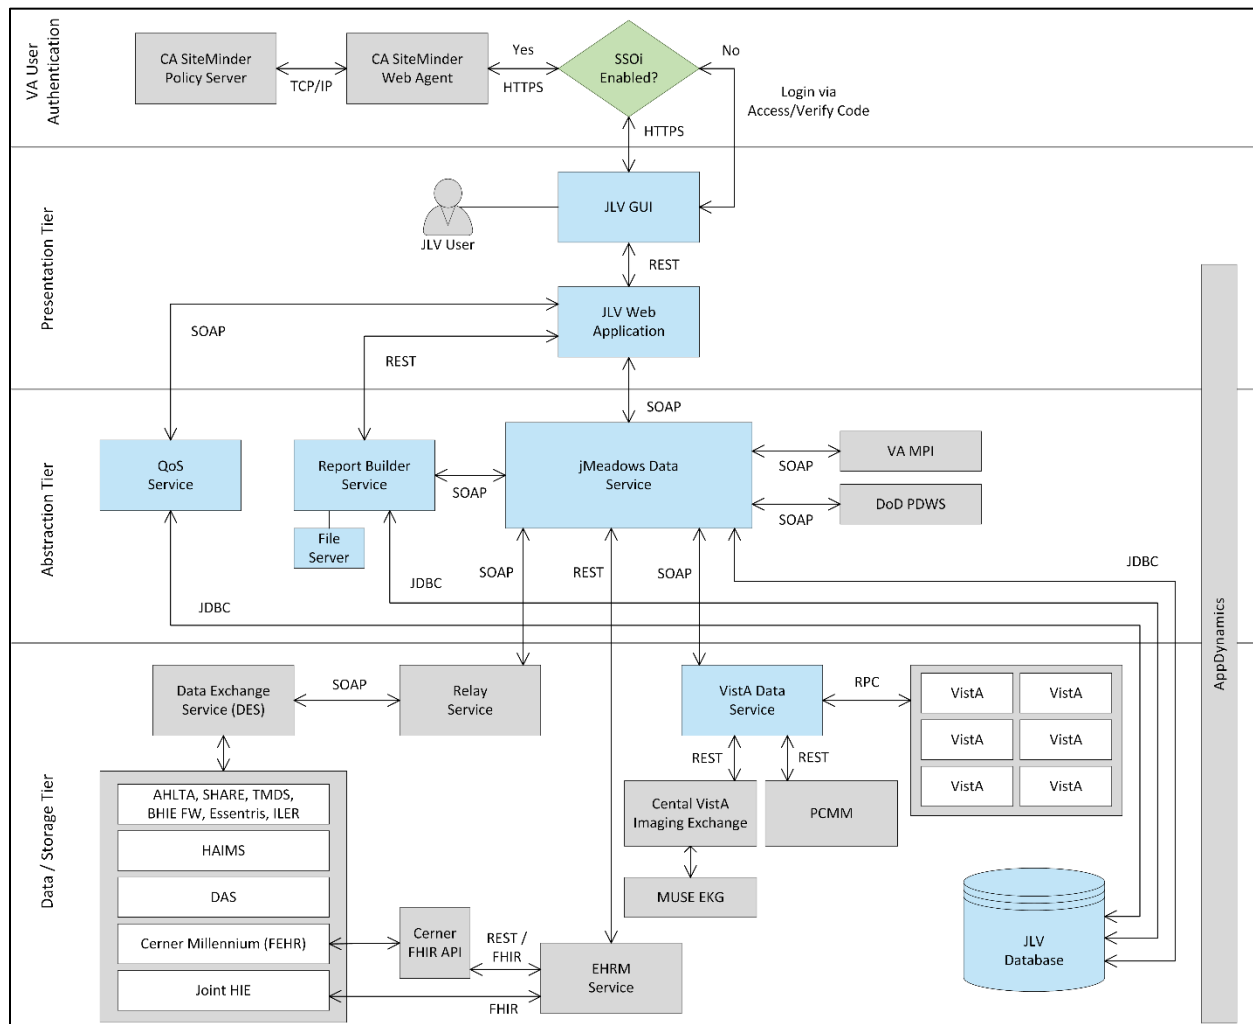 VA User
Authentication
CA SiteMinder
Policy Server
TCP/IP
CA SiteMinder
Web Agent
Yes
HTTPS
SSOi
Enabled?
No
Login via
Access/Verify Code
HTTPS
Presentation Tier
JLV User
JLV GUI
REST
JLV Web
Application
SOAP
REST
SOAP
Abstraction Tier
QoS
Service
Report Builder
Service
SOAP
jMeadows Data
Service
SOAP
VA MPI
SOAP
DoD PDWS
File
Server
JDBC
JDBC
SOAP
REST
SOAP
JDBC
AppDynamics
Data / Storage Tier
Data Exchange
Service (DES)
SOAP
Relay
Service
VistA Data
Service
RPC
VistA
VistA
VistA
VistA
VistA
VistA
REST
REST
Cental VistA
Imaging Exchange
PCMM
MUSE EKG
AHLTA, SHARE, TMDS,
BHIE FW, Essentris, ILER
HAIMS
DAS
Cerner Millennium (FEHR)
Joint HIE
Cerner
FHIR API
REST /
FHIR
FHIR
EHRM
Service
JLV
Database